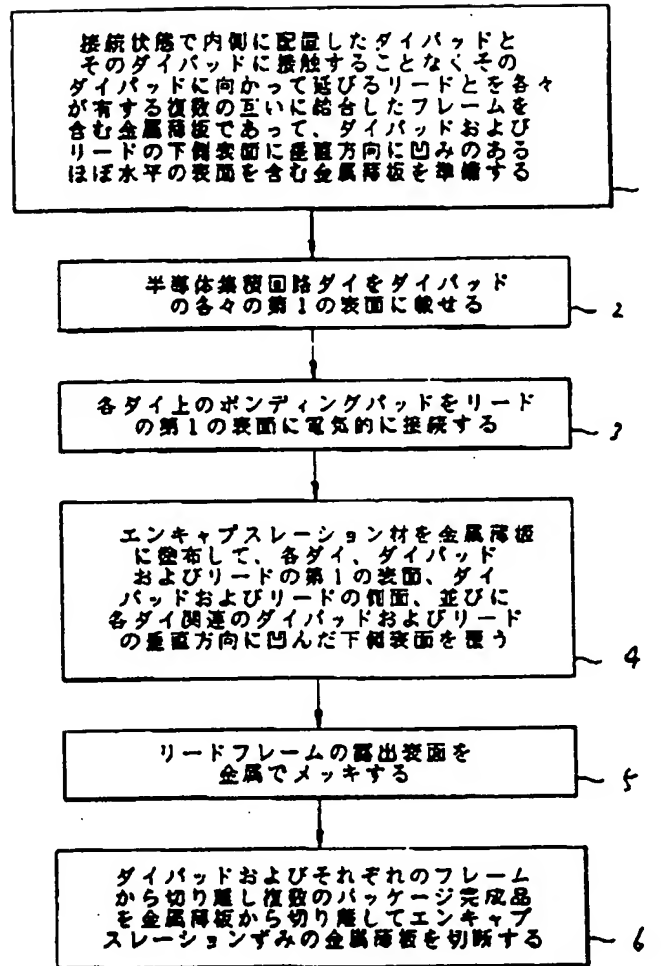 接続状態で内側に配置したダイパッドと
そのダイパッドに接触することなくその
ダイパッドに向かって延びるリードとを各々
が有する複数の互いに結合したフレームを
含む金属薄板であって、ダイパッドおよび
リードの下側表面に垂直方向に凹みのある
ほぼ水平の表面を含む金属薄板を準備する
半導体集積回路ダイをダイパッド
の各々の第1の表面に載せる
2
各ダイ上のボンディングパッドをリード
の第1の表面に電気的に接続する
3
エンキャプスレーション材を金属薄板
に塗布して、各ダイ、ダイパッド
およびリードの第1の表面、ダイ
パッドおよびリードの側面、並びに
各ダイ関連のダイパッドおよびリード
の垂直方向に凹んだ下側表面を覆う
4
リードフレームの露出表面を
金属でメッキする
5
ダイパッドおよびそれぞれのフレーム
から切り離し複数のパッケージ完成品
を金属薄板から切り離してエンキャプ
スレーションずみの金属薄板を切断する
6